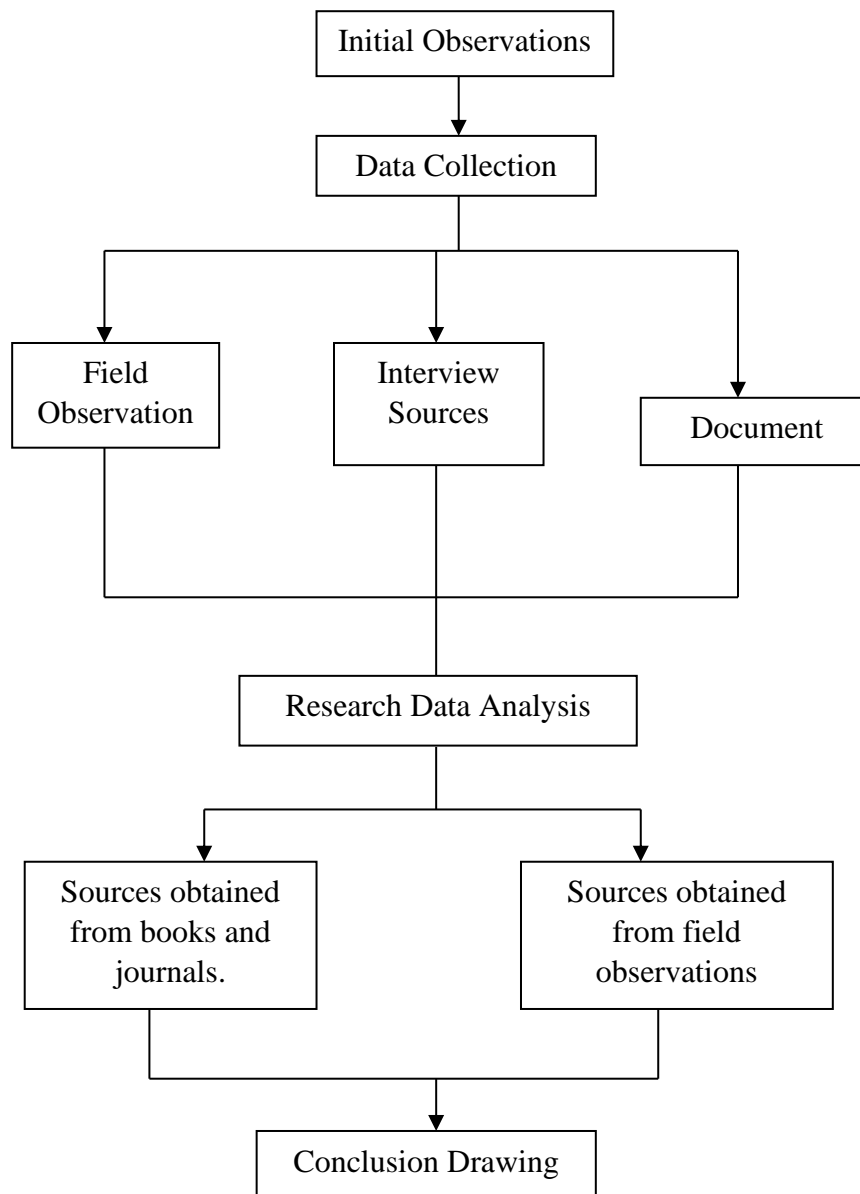 Initial Observations
Data Collection
Field
Observation
Interview
Sources
Document
Research Data Analysis
Sources obtained
from books and
journals.
Sources obtained
from field
observations
Conclusion Drawing